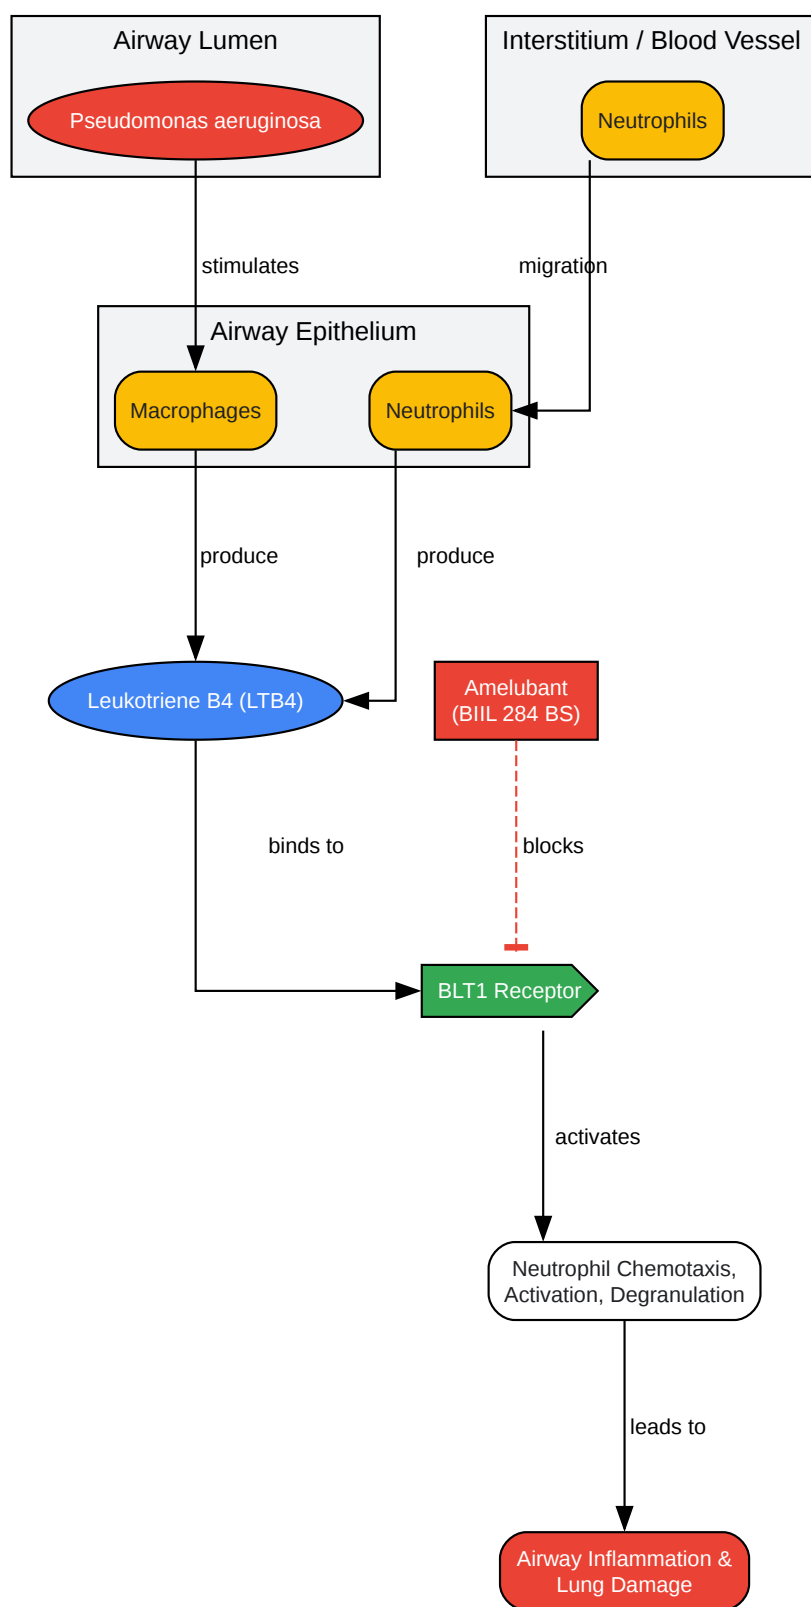 Airway Lumen
Interstitium / Blood Vessel
Pseudomonas aeruginosa
Neutrophils
stimulates
migration
Airway Epithelium
Macrophages
Neutrophils
produce
produce
Leukotriene B4 (LTB4)
Amelubant
(BIIL 284 BS)
binds to
blocks
BLT1 Receptor
activates
Neutrophil Chemotaxis,
Activation, Degranulation
leads to
Airway Inflammation &
Lung Damage